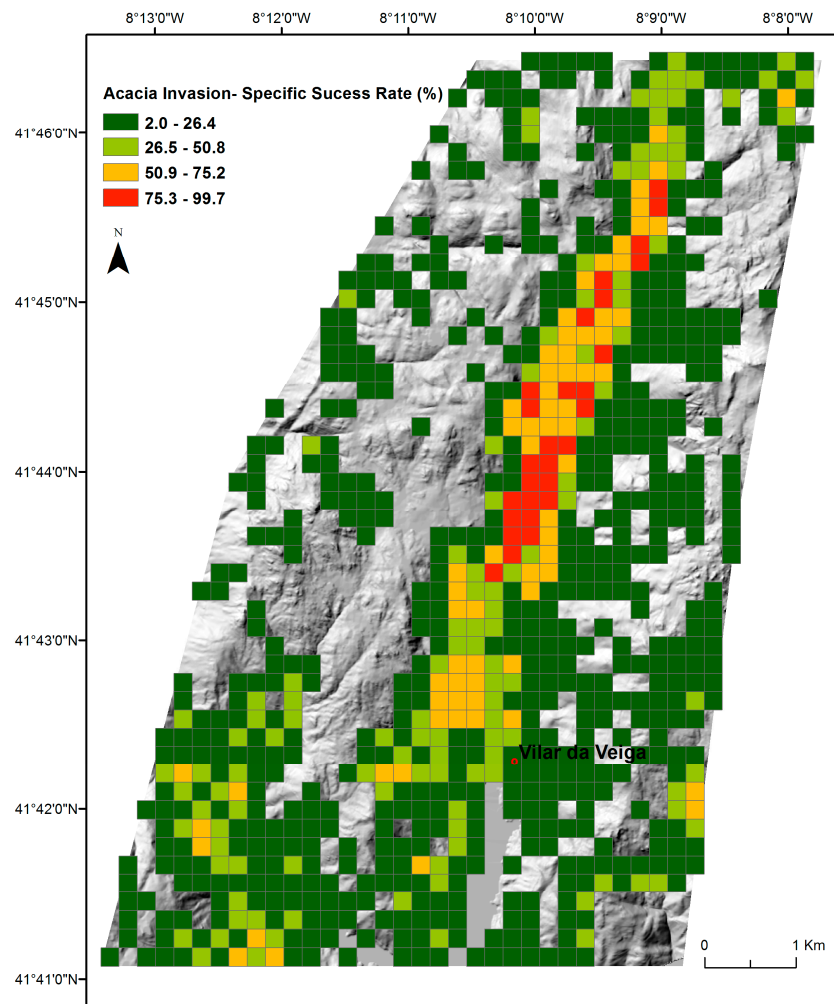 8°13'0"W 8°12'0"W 8°11'0"W 8°10'0"W 8°9'0"W 8°8'0"W
Acacia Invasion- Specific Sucess Rate (%)
2.0 - 26.4
26.5 - 50.8
50.9 - 75.2
75.3 - 99.7
N
41°46'0"N
41°45'0"N
41°44'0"N
41°43'0"N
Vilar da Veiga
41°42'0"N
0 1 Km
41°41'0"N